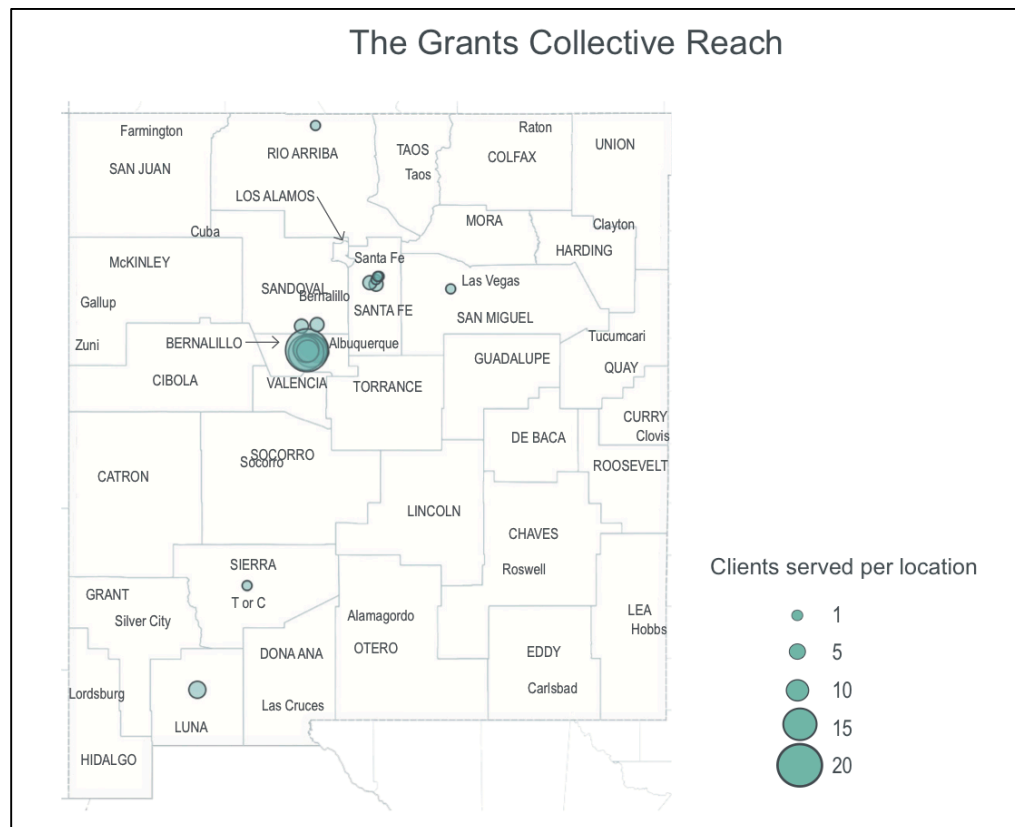 The Grants Collective Reach
Farmington
SAN JUAN
RIO ARRIBA
TAOS
Taos
Raton
COLFAX
UNION
LOS ALAMOS
Cuba
MORA
Clayton
HARDING
McKINLEY
Gallup
Zuni
SANDOVAL
Bernalillo
Santa Fe
SANTA FE
Las Vegas
SAN MIGUEL
BERNALILLO
Albuquerque
Tucumcari
QUAY
GUADALUPE
CIBOLA
VALENCIA
TORRANCE
CURRY
Clovis
DE BACA
ROOSEVELT
CATRON
SOCORRO
Socorro
LINCOLN
CHAVES
Roswell
SIERRA
T or C
GRANT
Silver City
Alamagordo
OTERO
LEA
Hobbs
DONA ANA
Las Cruces
EDDY
Carlsbad
Lordsburg
LUNA
HIDALGO
Clients served per location
1
5
10
15
20